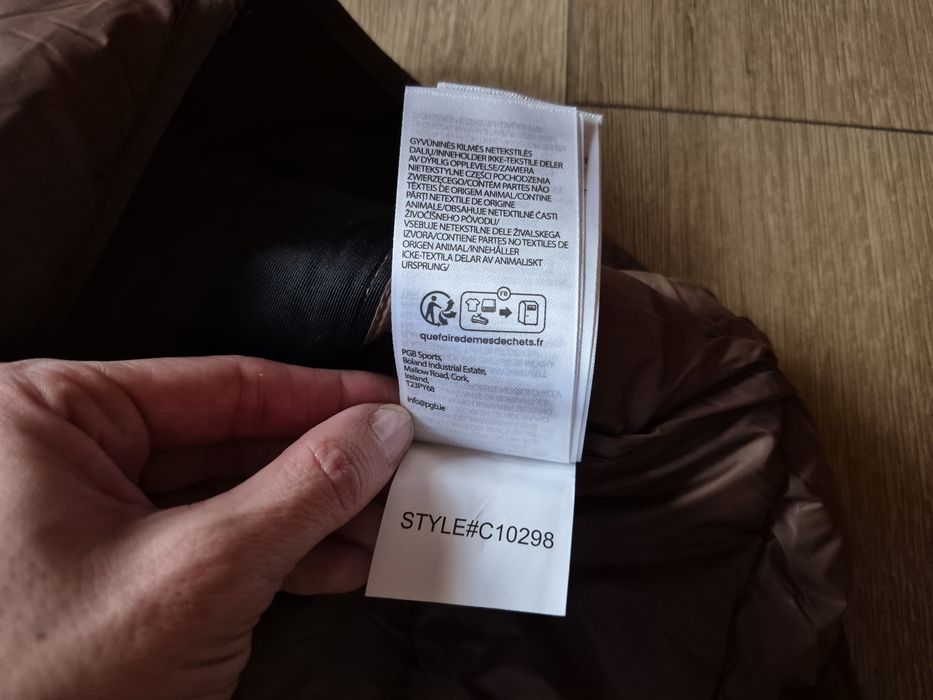 GYVŪNINĖS KILMĖS NETEKSTILĖS
DALIŲ/INNEHOLDER IKKE-TEKSTILE DELER
AV DYRLIG OPPLEVELSE/ZAWIERA
NIETEKSTYLNE CZĘŚCI POCHODZENIA
ZWIERZĘCEGO/CONTÉM PARTES NÃO
TÊXTEIS DE ORIGEM ANIMAL/CONTINE
PĂRȚI NETEXTILE DE ORIGINE
ANIMALE/OBSAHUJE NETEXTILNÉ ČASTI
ŽIVOČÍŠNEHO PÔVODU/
VSEBUJE NETEKSTILNE DELE ŽIVALSKEGA
IZVORA/CONTIENE PARTES NO TEXTILES DE
ORIGEN ANIMAL/INNEHÅLLER
ICKE-TEXTILA DELAR AV ANIMALISKT
URSPRUNG/
FR
quefairedemesdechets.fr
PGB Sports,
Boland Industrial Estate,
Mallow Road, Cork,
Ireland,
T23PY68
info@pgb.ie
STYLE#C10298